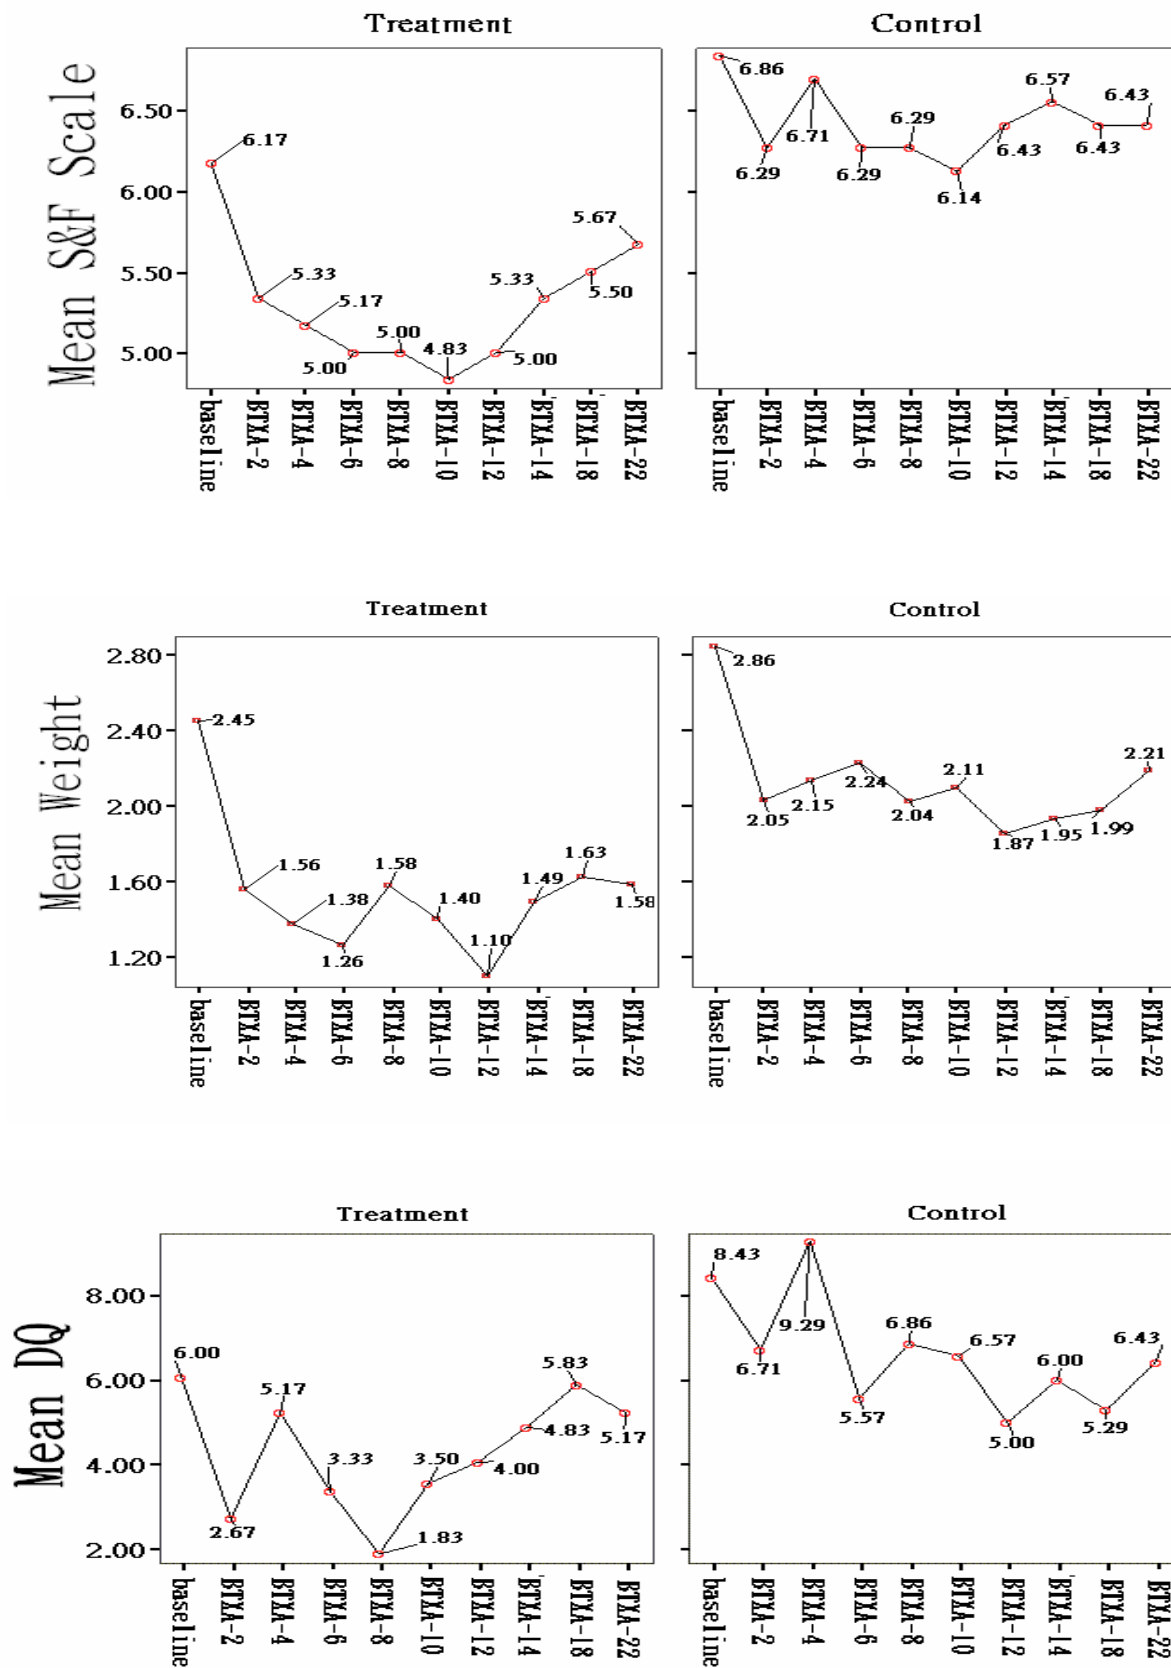 Treatment Control
Mean S&F Scale
6.50
6.00
5.50
5.00
6.17
5.33
5.17
5.00
5.00
4.83
5.00
5.33
5.50
5.67
6.86
6.29
6.71
6.29
6.29
6.14
6.43
6.57
6.43
6.43
baseline
BTXA-2
BTXA-4
BTXA-6
BTXA-8
BTXA-10
BTXA-12
BTXA-14
BTXA-18
BTXA-22
baseline
BTXA-2
BTXA-4
BTXA-6
BTXA-8
BTXA-10
BTXA-12
BTXA-14
BTXA-18
BTXA-22
Treatment Control
Mean Weight
2.80
2.40
2.00
1.60
1.20
2.45
1.56
1.38
1.26
1.58
1.40
1.10
1.49
1.63
1.58
2.86
2.05
2.15
2.24
2.04
2.11
1.87
1.95
1.99
2.21
baseline
BTXA-2
BTXA-4
BTXA-6
BTXA-8
BTXA-10
BTXA-12
BTXA-14
BTXA-18
BTXA-22
baseline
BTXA-2
BTXA-4
BTXA-6
BTXA-8
BTXA-10
BTXA-12
BTXA-14
BTXA-18
BTXA-22
Treatment Control
Mean DQ
8.00
6.00
4.00
2.00
6.00
2.67
5.17
3.33
1.83
3.50
4.00
4.83
5.83
5.17
8.43
6.71
9.29
5.57
6.86
6.57
5.00
6.00
5.29
6.43
baseline
BTXA-2
BTXA-4
BTXA-6
BTXA-8
BTXA-10
BTXA-12
BTXA-14
BTXA-18
BTXA-22
baseline
BTXA-2
BTXA-4
BTXA-6
BTXA-8
BTXA-10
BTXA-12
BTXA-14
BTXA-18
BTXA-22